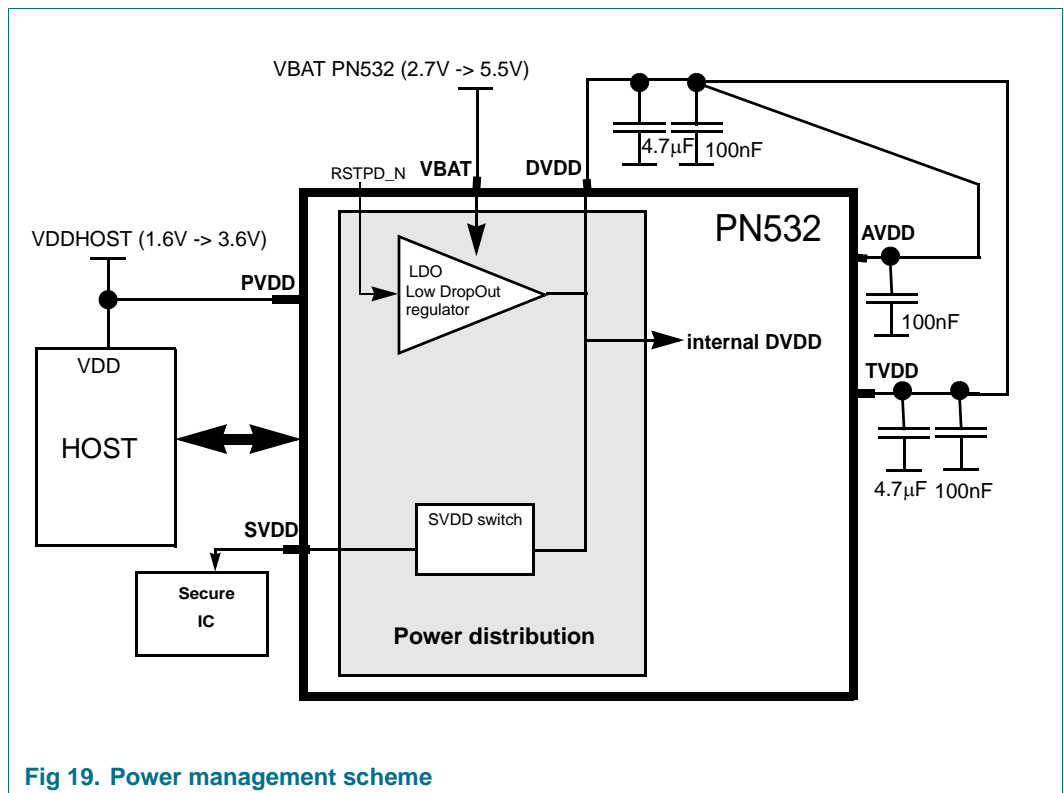 VBAT PN532 (2.7V -> 5.5V)
4.7μF
100nF
RSTPD_N
VBAT
DVDD
PN532
AVDD
VDDHOST (1.6V -> 3.6V)
PVDD
LDO
Low DropOut
regulator
100nF
internal DVDD
VDD
TVDD
HOST
4.7μF
100nF
SVDD
SVDD switch
Secure
IC
Power distribution
Fig 19. Power management scheme